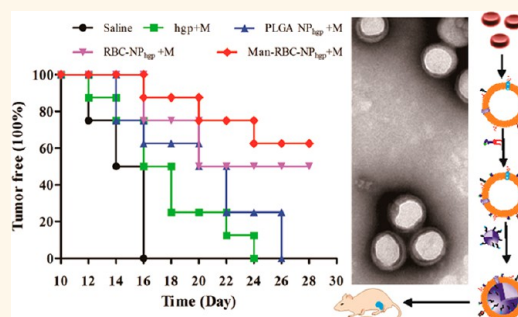 Saline hgp+M PLGA NPhgp+M
RBC-NPhgp+M Man-RBC-NPhgp+M
Tumor free (100%)
100
80
60
40
20
0
10 12 14 16 18 20 22 24 26 28 30
Time (Day)